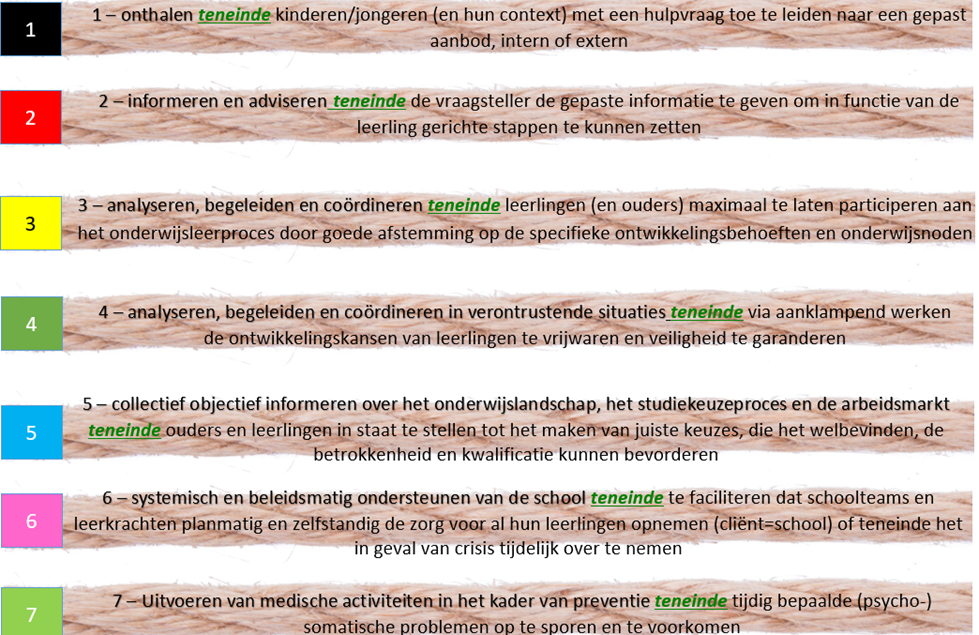 1
1 – onthalen teneinde kinderen/jongeren (en hun context) met een hulpvraag toe te leiden naar een gepast
aanbod, intern of extern
2
2 – informeren en adviseren teneinde de vraagsteller de gepaste informatie te geven om in functie van de
leerling gerichte stappen te kunnen zetten
3
3 – analyseren, begeleiden en coördineren teneinde leerlingen (en ouders) maximaal te laten participeren aan
het onderwijsleerproces door goede afstemming op de specifieke ontwikkelingsbehoeften en onderwijsnoden
4
4 – analyseren, begeleiden en coördineren in verontrustende situaties teneinde via aanklampend werken
de ontwikkelingskansen van leerlingen te vrijwaren en veiligheid te garanderen
5
5 – collectief objectief informeren over het onderwijslandschap, het studiekeuzeproces en de arbeidsmarkt
teneinde ouders en leerlingen in staat te stellen tot het maken van juiste keuzes, die het welbevinden, de
betrokkenheid en kwalificatie kunnen bevorderen
6
6 – systemisch en beleidsmatig ondersteunen van de school teneinde te faciliteren dat schoolteams en
leerkrachten planmatig en zelfstandig de zorg voor al hun leerlingen opnemen (cliënt=school) of teneinde het
in geval van crisis tijdelijk over te nemen
7
7 – Uitvoeren van medische activiteiten in het kader van preventie teneinde tijdig bepaalde (psycho-)
somatische problemen op te sporen en te voorkomen